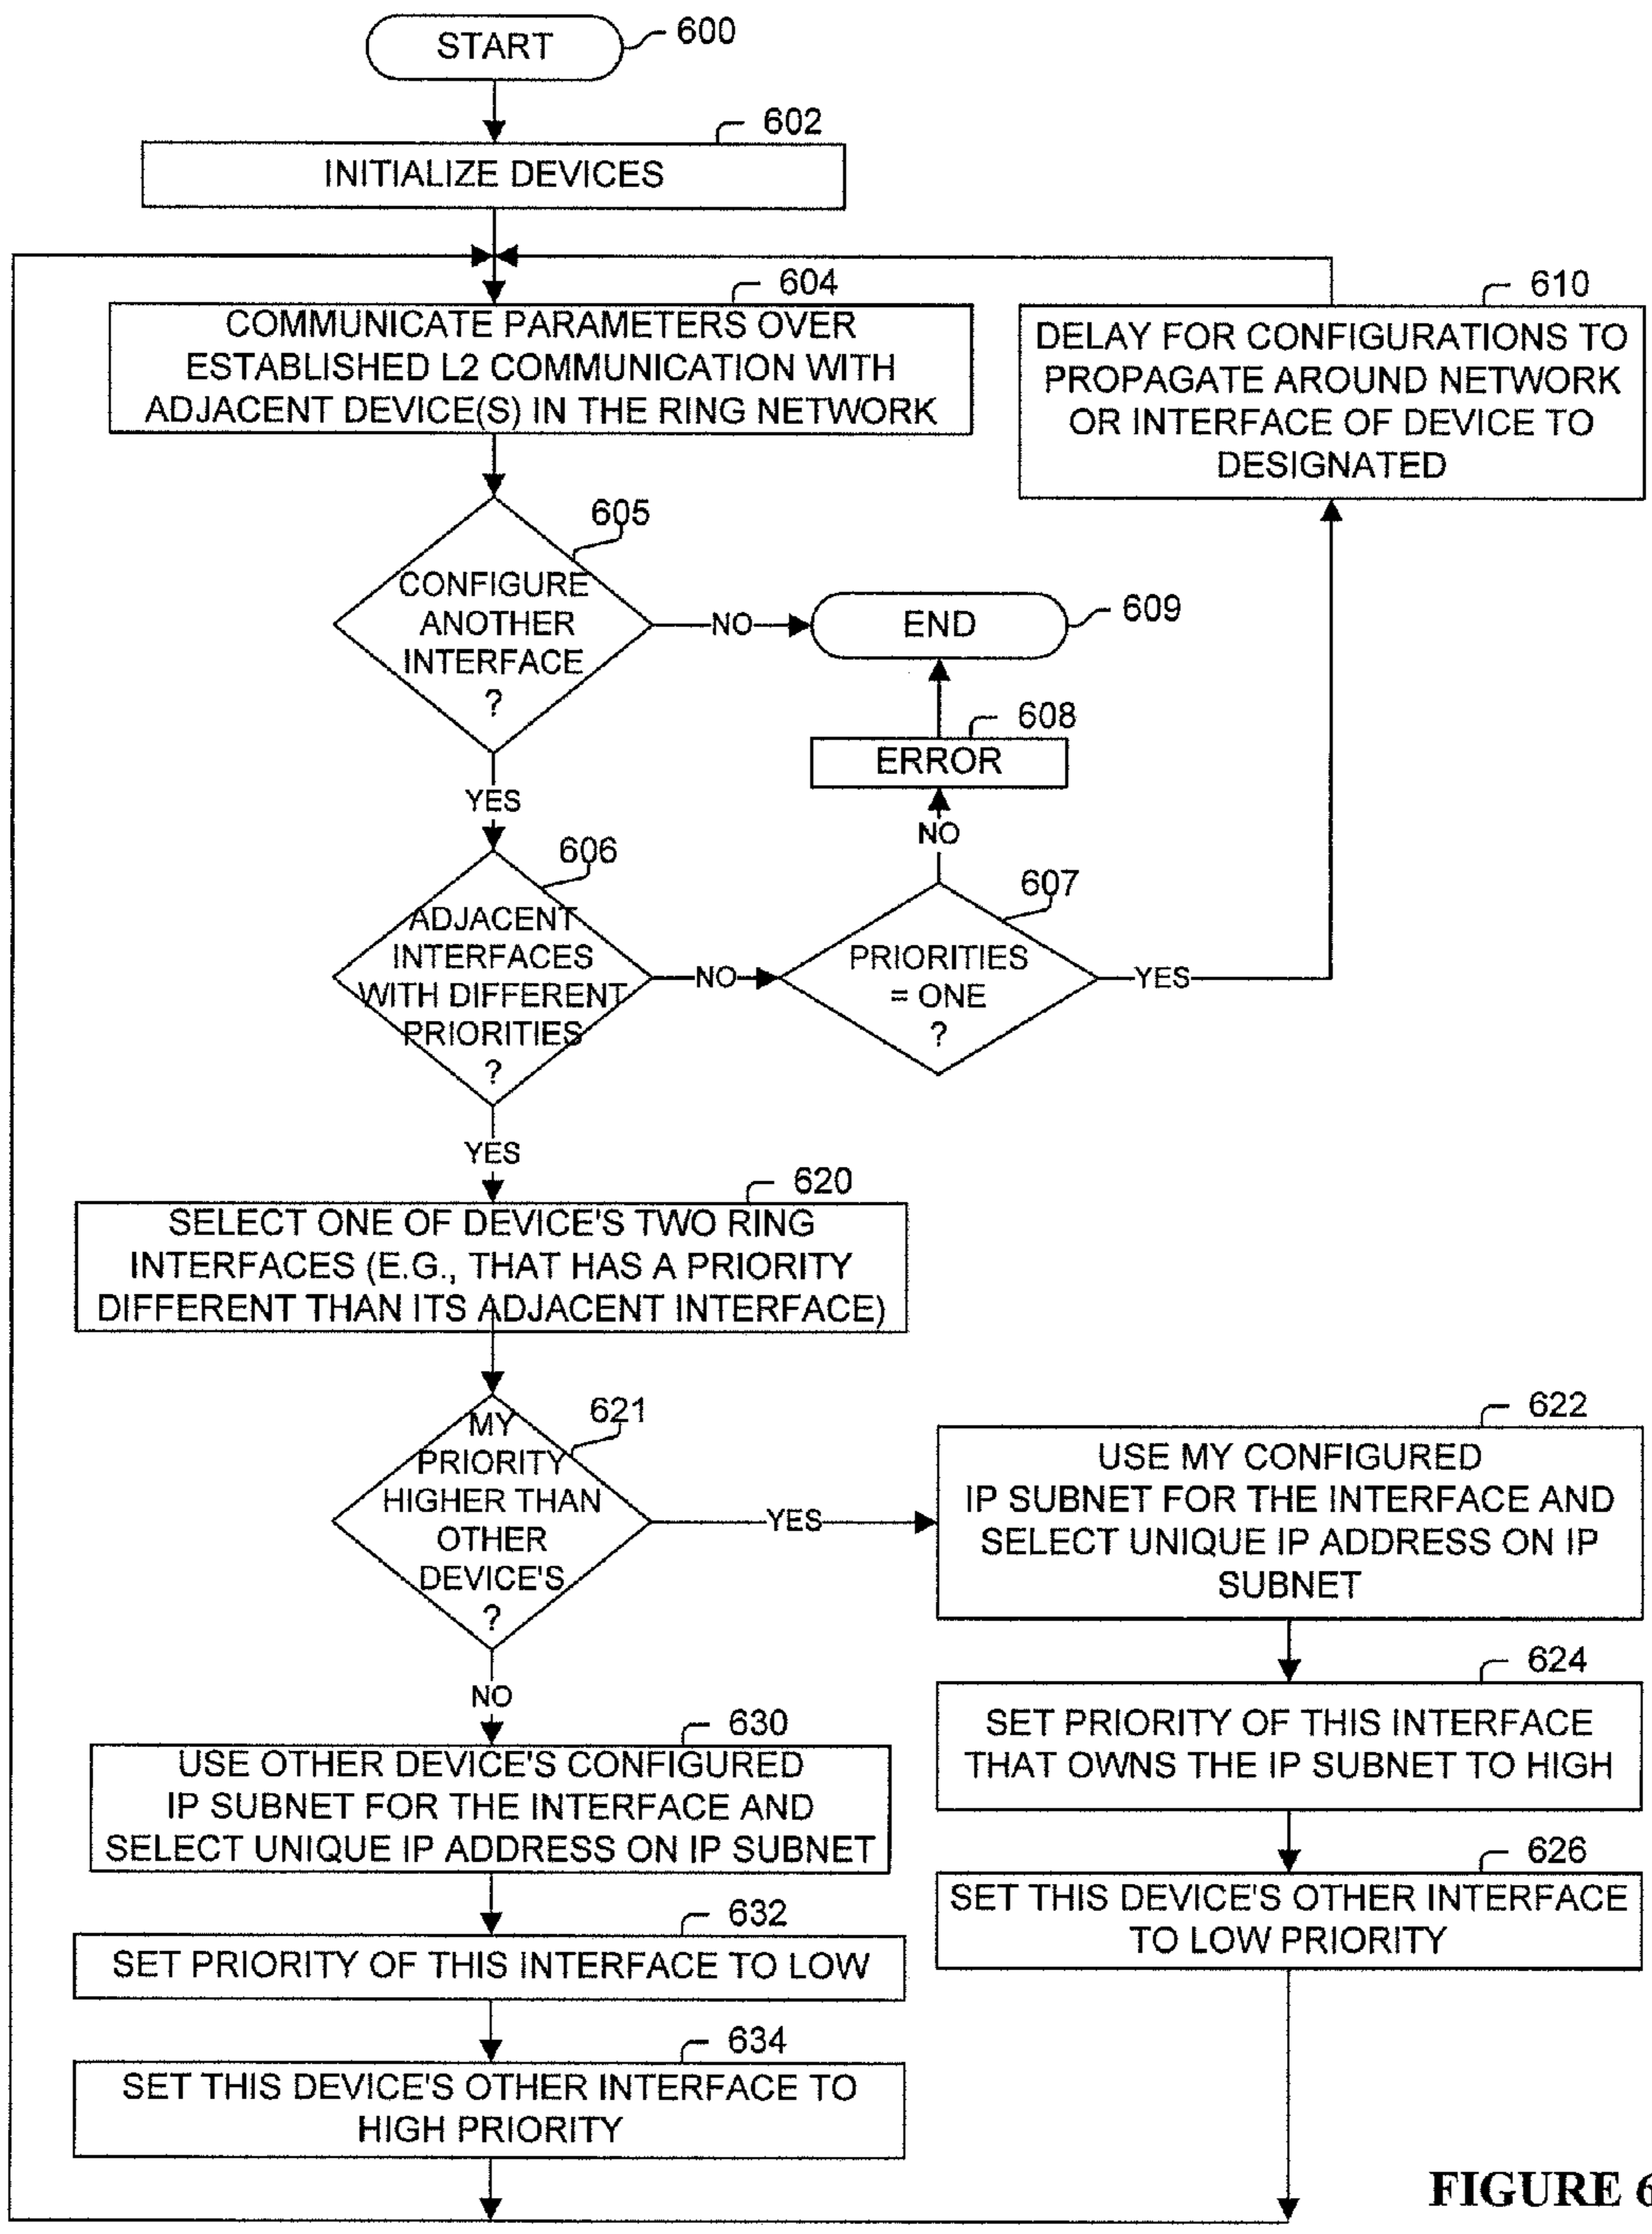 START
600
602
INITIALIZE DEVICES
604
COMMUNICATE PARAMETERS OVER
ESTABLISHED L2 COMMUNICATION WITH
ADJACENT DEVICE(S) IN THE RING NETWORK
610
DELAY FOR CONFIGURATIONS TO
PROPAGATE AROUND NETWORK
OR INTERFACE OF DEVICE TO
DESIGNATED
605
CONFIGURE
ANOTHER
INTERFACE
?
NO
END
609
608
ERROR
YES
NO
606
ADJACENT
INTERFACES
WITH DIFFERENT
PRIORITIES
?
NO
607
PRIORITIES
= ONE
?
YES
YES
620
SELECT ONE OF DEVICE'S TWO RING
INTERFACES (E.G., THAT HAS A PRIORITY
DIFFERENT THAN ITS ADJACENT INTERFACE)
621
MY
PRIORITY
HIGHER THAN
OTHER
DEVICE'S
?
YES
622
USE MY CONFIGURED
IP SUBNET FOR THE INTERFACE AND
SELECT UNIQUE IP ADDRESS ON IP
SUBNET
624
SET PRIORITY OF THIS INTERFACE
THAT OWNS THE IP SUBNET TO HIGH
626
SET THIS DEVICE'S OTHER INTERFACE
TO LOW PRIORITY
NO
630
USE OTHER DEVICE'S CONFIGURED
IP SUBNET FOR THE INTERFACE AND
SELECT UNIQUE IP ADDRESS ON IP SUBNET
632
SET PRIORITY OF THIS INTERFACE TO LOW
634
SET THIS DEVICE'S OTHER INTERFACE TO
HIGH PRIORITY
FIGURE 6